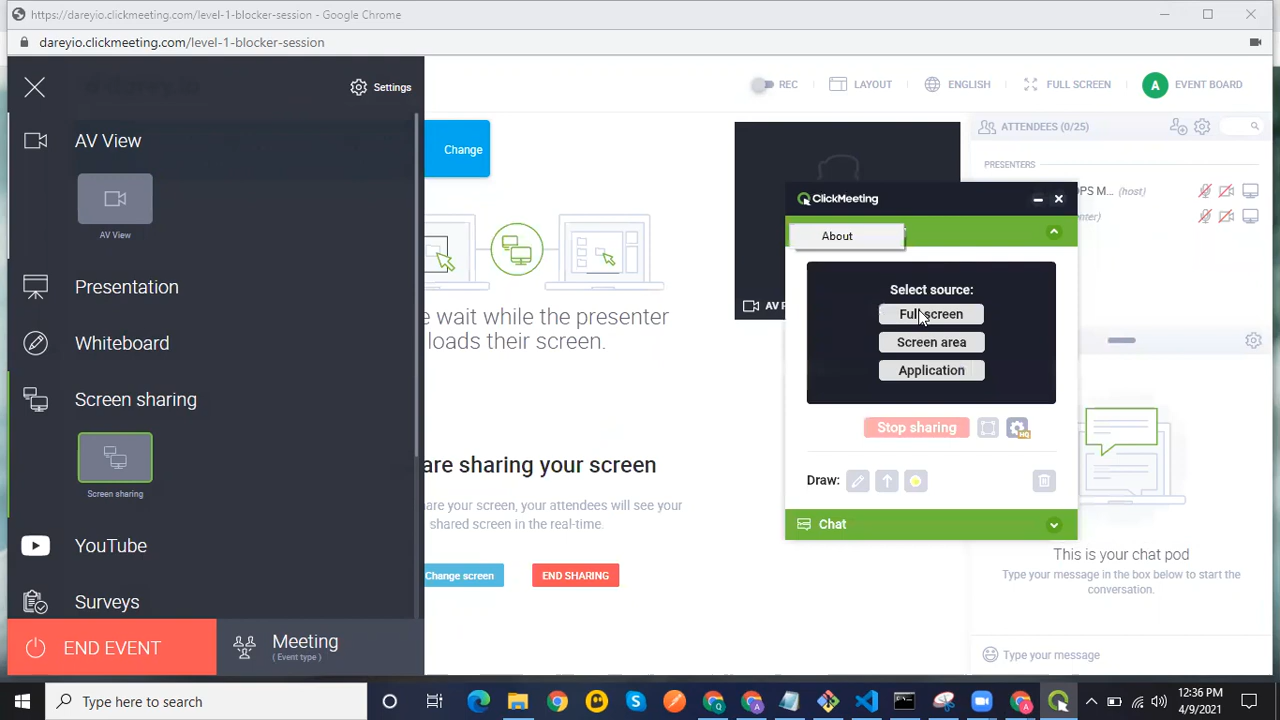 https://dareyio.clickmeeting.com/level-1-blocker-session - Google Chrome
dareyio.clickmeeting.com/level-1-blocker-session
Settings
REC
LAYOUT
ENGLISH
FULL SCREEN
A
EVENT BOARD
AV View
AV View
Presentation
Whiteboard
Screen sharing
Screen sharing
YouTube
Surveys
END EVENT
Meeting
( Event type )
Change
e wait while the presenter
loads their screen.
are sharing your screen
hare your screen, your attendees will see your
shared screen in the real-time.
Change screen
END SHARING
AV P
ClickMeeting
About
Select source:
Full screen
Screen area
Application
Stop sharing
HQ
Draw:
Chat
ATTENDEES (0/25)
PRESENTERS
OPS M... (host)
enter)
This is your chat pod
Type your message in the box below to start the
conversation.
Type your message
Type here to search
12:36 PM
4/9/2021